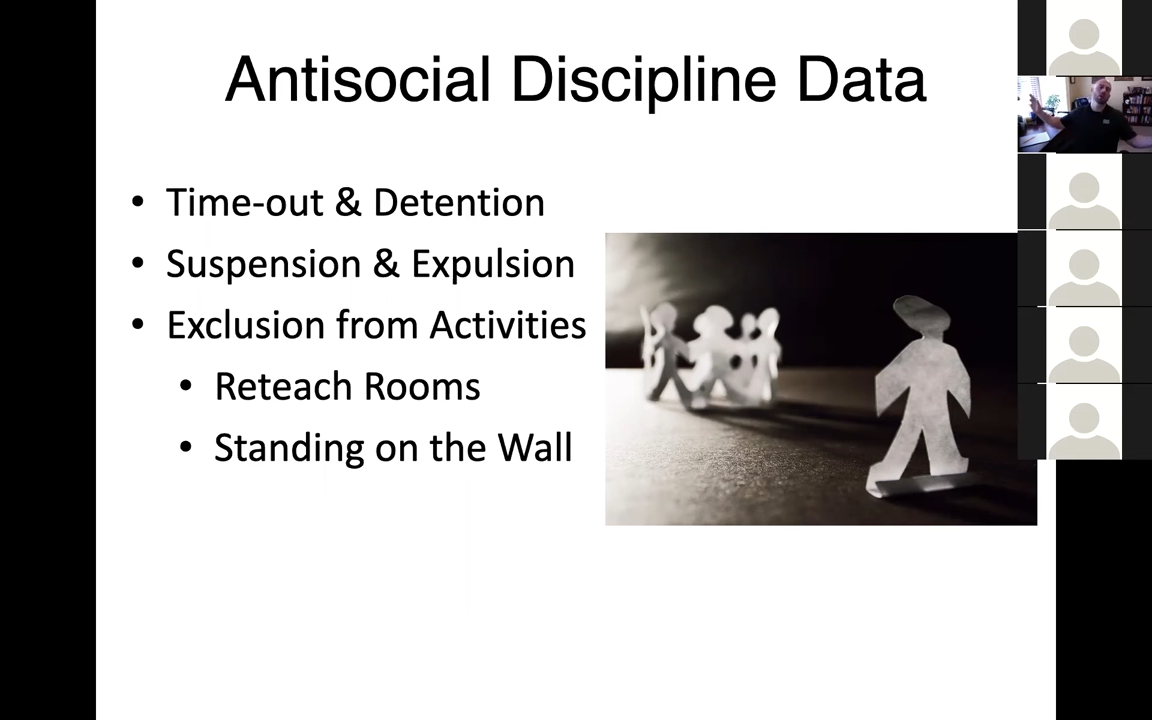 Antisocial Discipline Data
• Time-out & Detention
• Suspension & Expulsion
• Exclusion from Activities
• Reteach Rooms
• Standing on the Wall